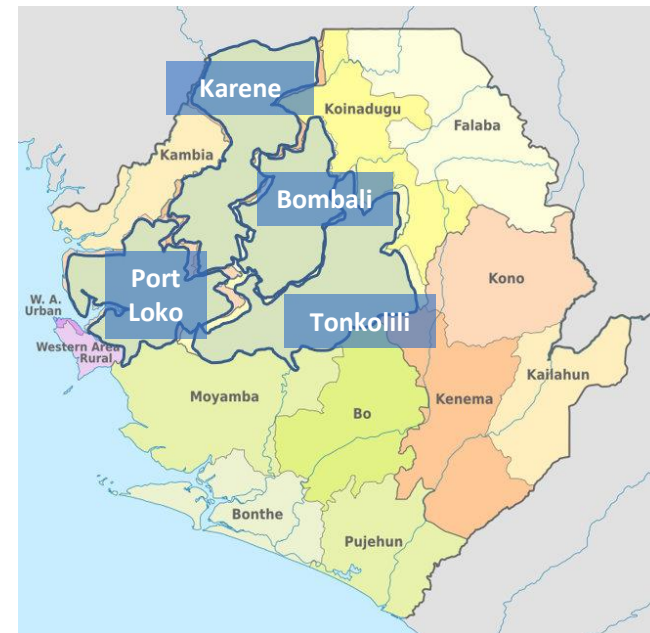 Karene
Koinadugu
Falaba
Kambia
Bombali
Kono
Port
Loko
W. A.
Urban
Tonkolili
Western Area
Rural
Kailahun
Moyamba
Kenema
Bo
Bonthe
Pujehun